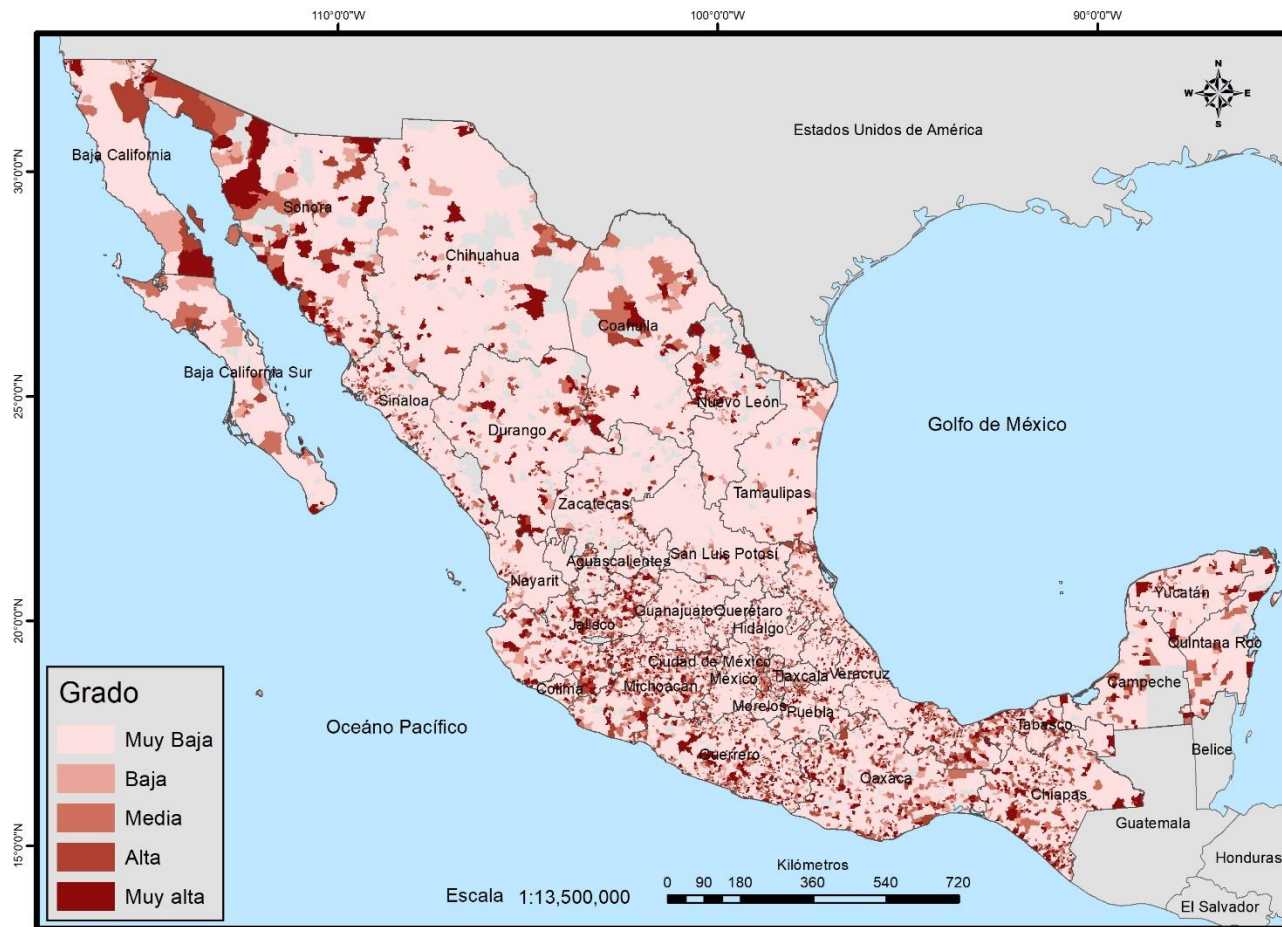 110°0'0"W
100°0'0"W
90°0'0"W
N
W
E
S
Estados Unidos de América
30°0'0"N
Baja California
Sonora
Chihuahua
Coahulla
Baja California Sur
25°0'0"N
Sinaloa
Nuevo León
Durango
Golfo de México
Tamaulipas
Zacatecas
San Luis Potosí
Aguascalientes
Nayarit
Yucatán
20°0'0"N
Guanajuato
Querétaro
Jalisco
Hidalgo
Quintana Roo
Ciudad de México
Tlaxcala
Veracruz
Campeche
Colima
Michoacán
México
Morelos
Puebla
Tabasco
Oceáno Pacífico
Guerrero
Belice
Oaxaca
Chiapas
Guatemala
15°0'0"N
Honduras
El Salvador
Grado
Muy Baja
Baja
Media
Alta
Muy alta
Kilómetros
Escala 1:13,500,000
0 90 180 360 540 720